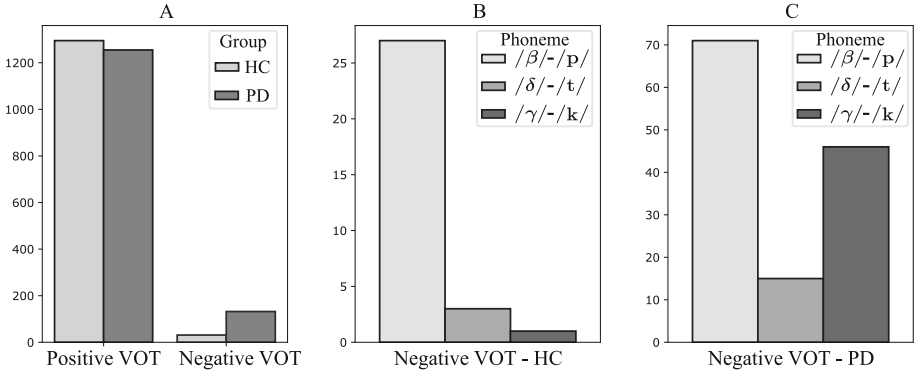 A
1200
1000
800
600
400
200
0
Group
HC
PD
Positive VOT
Negative VOT
B
25
20
15
10
5
0
Phoneme
/β/-/p/
/δ/-/t/
/γ/-/k/
Negative VOT - HC
C
70
60
50
40
30
20
10
0
Phoneme
/β/-/p/
/δ/-/t/
/γ/-/k/
Negative VOT - PD